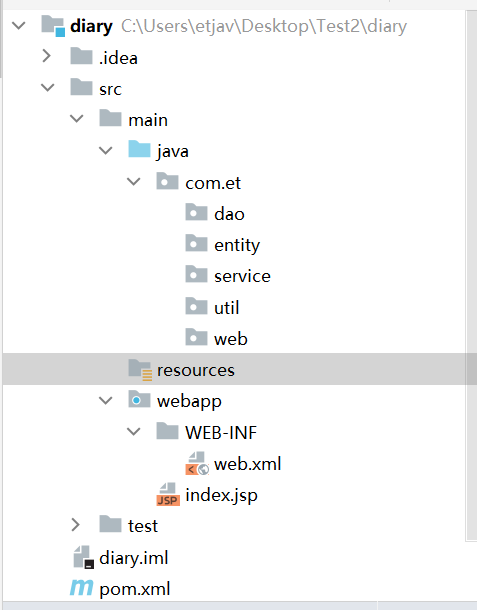 diary C:\Users\etjav\Desktop\Test2\diary
.idea
src
main
java
com.et
dao
entity
service
util
web
resources
webapp
WEB-INF
web.xml
JSP index.jsp
test
diary.iml
m pom.xml